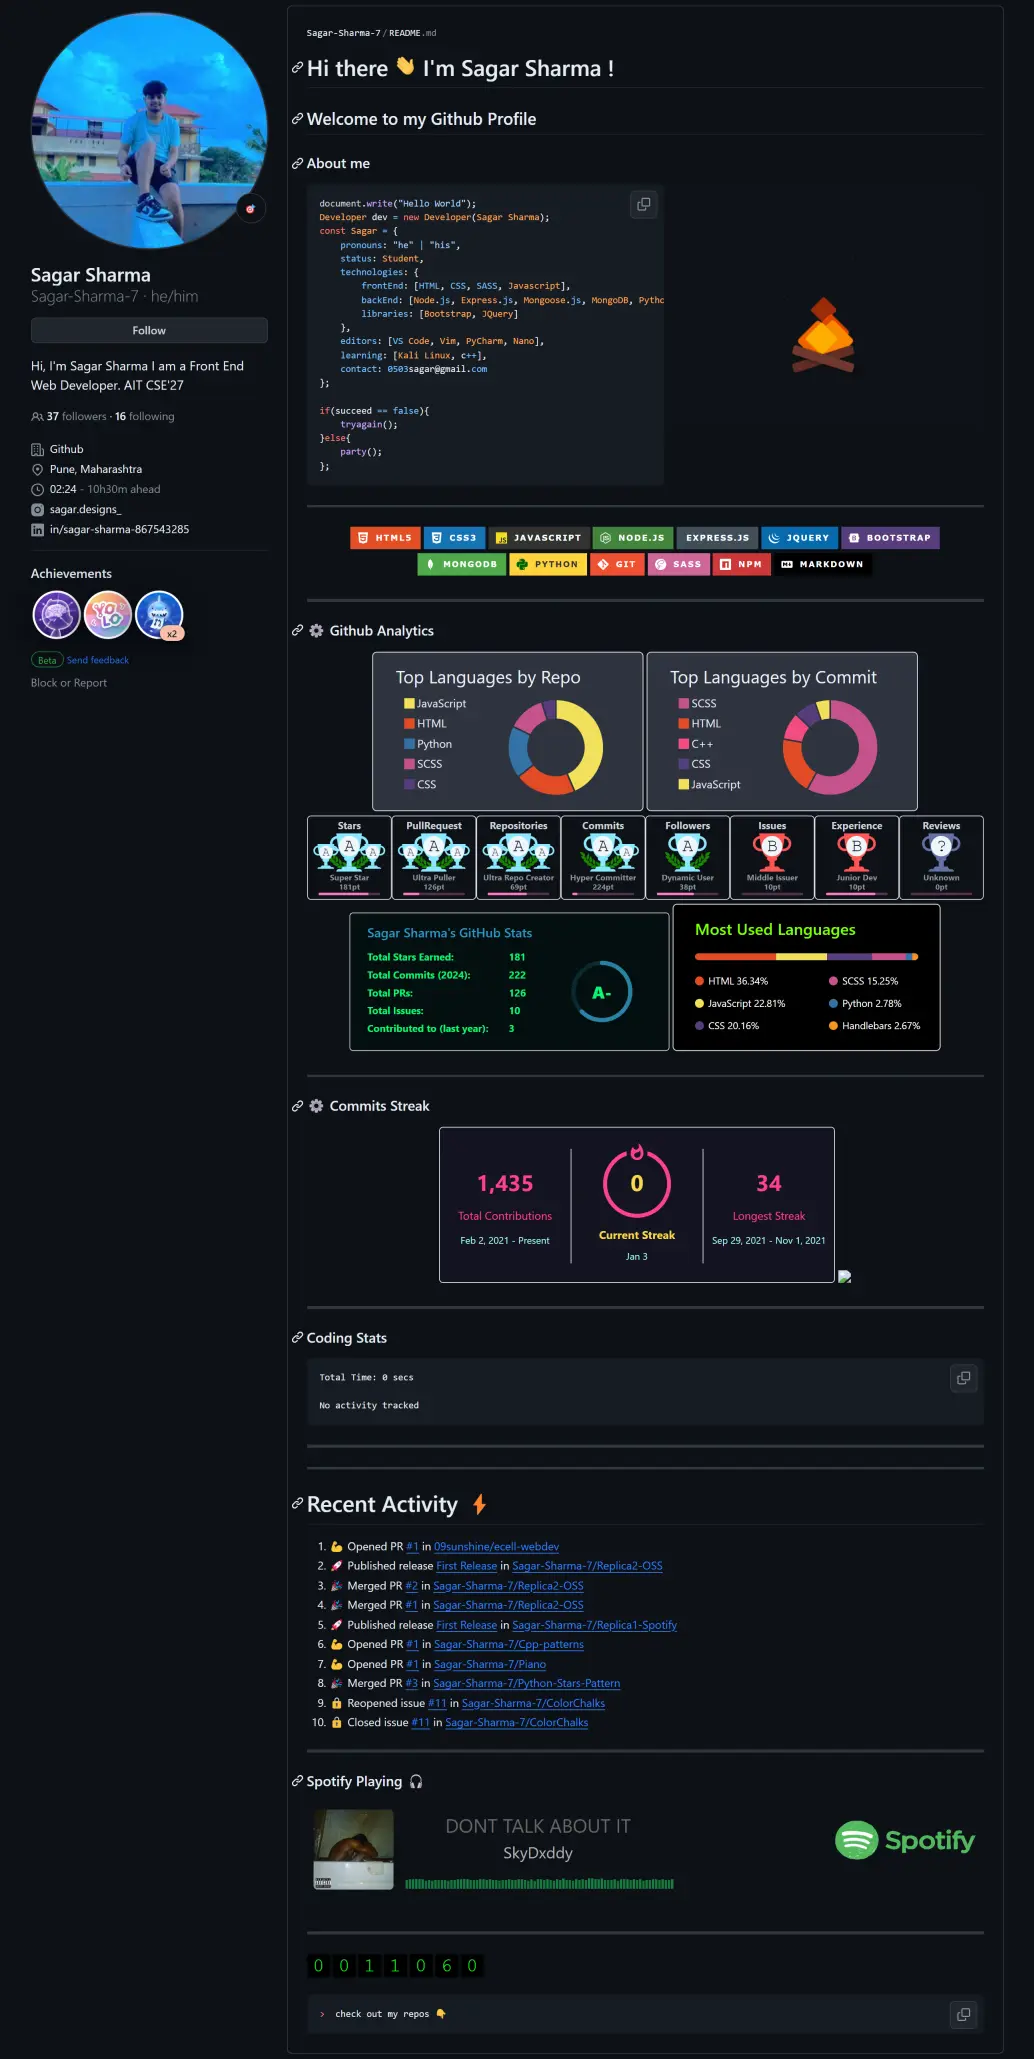 Sagar Sharma
Sagar-Sharma-7 · he/him
Follow
Hi, I'm Sagar Sharma I am a Front End
Web Developer. AIT CSE'27
37 followers · 16 following
Github
Pune, Maharashtra
02:24 - 10h30m ahead
sagar.designs_
in/sagar-sharma-867543285
Achievements
YOLO
x2
Beta Send feedback
Block or Report
Sagar-Sharma-7/README.md
Hi there 👋 I'm Sagar Sharma !
Welcome to my Github Profile
About me
document.write("Hello World");
Developer dev = new Developer(Sagar Sharma);
const Sagar = {
    pronouns: "he" | "his",
    status: Student,
    technologies: {
        frontEnd: [HTML, CSS, SASS, Javascript],
        backEnd: [Node.js, Express.js, Mongoose.js, MongoDB, Pytho
        libraries: [Bootstrap, JQuery]
    },
    editors: [VS Code, Vim, PyCharm, Nano],
    learning: [Kali Linux, c++],
    contact: 0503sagar@gmail.com
};
if(succeed == false){
    tryagain();
}else{
    party();
};
HTML5 CSS3 JS JAVASCRIPT NODE.JS EXPRESS.JS JQUERY B BOOTSTRAP
MONGODB PYTHON GIT SASS NPM MARKDOWN
Github Analytics
Top Languages by Repo
JavaScript
HTML
Python
SCSS
CSS
Top Languages by Commit
SCSS
HTML
C++
CSS
JavaScript
Stars PullRequest Repositories Commits Followers Issues Experience Reviews
A A A A A A A A A A A A B B ?
Super Star Ultra Puller Ultra Repo Creator Hyper Committer Dynamic User Middle Issuer Junior Dev Unknown
181pt 126pt 69pt 224pt 38pt 10pt 10pt 0pt
Sagar Sharma's GitHub Stats
Total Stars Earned: 181
Total Commits (2024): 222
Total PRs: 126
Total Issues: 10
Contributed to (last year): 3
A-
Most Used Languages
HTML 36.34% SCSS 15.25%
JavaScript 22.81% Python 2.78%
CSS 20.16% Handlebars 2.67%
Commits Streak
1,435 0 34
Total Contributions Current Streak Longest Streak
Feb 2, 2021 - Present Jan 3 Sep 29, 2021 - Nov 1, 2021
Coding Stats
Total Time: 0 secs
No activity tracked
Recent Activity ⚡
1. 💪 Opened PR #1 in 09sunshine/ecell-webdev
2. 🚀 Published release First Release in Sagar-Sharma-7/Replica2-OSS
3. 🎉 Merged PR #2 in Sagar-Sharma-7/Replica2-OSS
4. 🎉 Merged PR #1 in Sagar-Sharma-7/Replica2-OSS
5. 🚀 Published release First Release in Sagar-Sharma-7/Replica1-Spotify
6. 💪 Opened PR #1 in Sagar-Sharma-7/Cpp-patterns
7. 💪 Opened PR #1 in Sagar-Sharma-7/Piano
8. 🎉 Merged PR #3 in Sagar-Sharma-7/Python-Stars-Pattern
9. 🔒 Reopened issue #11 in Sagar-Sharma-7/ColorChalks
10. 🔒 Closed issue #11 in Sagar-Sharma-7/ColorChalks
Spotify Playing 🎧
DONT TALK ABOUT IT
SkyDxddy
Spotify
0 0 1 1 0 6 0
> check out my repos 👇